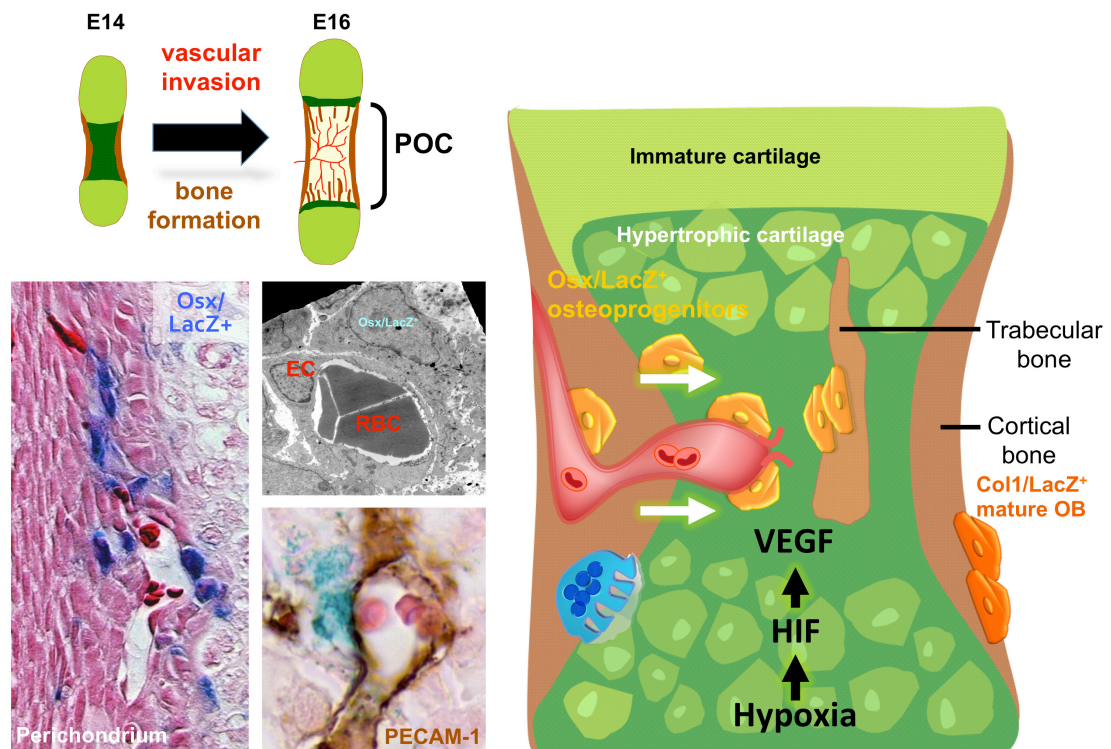 E14
E16
vascular
invasion
bone
formation
POC
Osx/
LacZ+
Perichondrium
Osx/LacZ⁺
EC
RBC
PECAM-1
Immature cartilage
Hypertrophic cartilage
Osx/LacZ⁺
osteoprogenitors
Trabecular
bone
Cortical
bone
Col1/LacZ⁺
mature OB
VEGF
HIF
Hypoxia